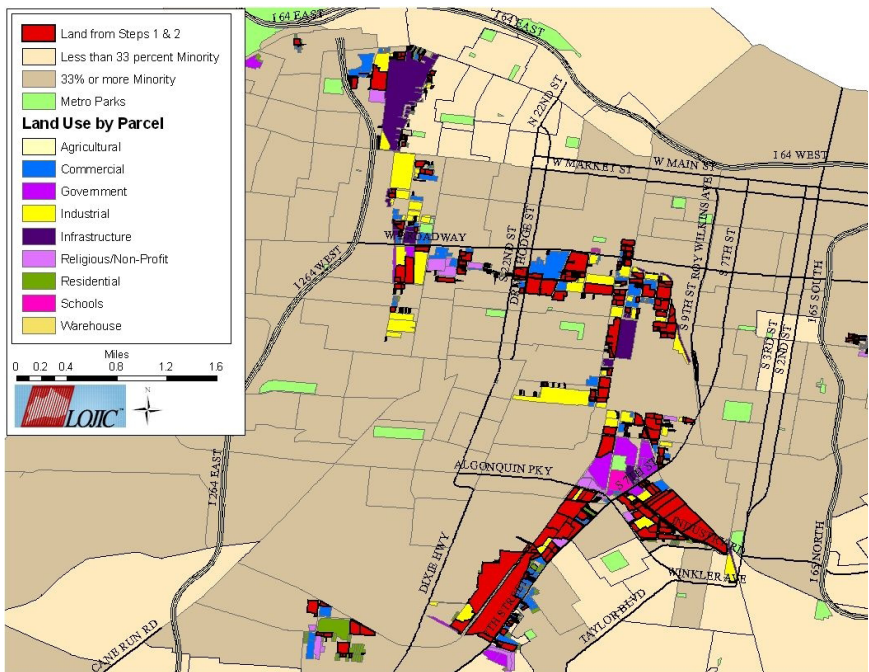 I 64 EAST
I 64 EAST
Land from Steps 1 & 2
Less than 33 percent Minority
33% or more Minority
Metro Parks
Land Use by Parcel
Agricultural
Commercial
Government
Industrial
Infrastructure
Religious/Non-Profit
Residential
Schools
Warehouse
Miles
0 0.2 0.4 0.8 1.2 1.6
LOJIC™
N
N 22ND ST
I 64 WEST
W MARKET ST
W MAIN ST
S 9TH ST ROY WILKINS AVE
S 7TH ST
S 22ND ST
I 264 WEST
I 65 SOUTH
S 3RD ST
S 2ND ST
ALGONQUIN PKY
S 7TH ST
I 264 EAST
DIXIE HWY
I 65 NORTH
WINKLER AVE
TAYLOR BLVD
CANE RUN RD